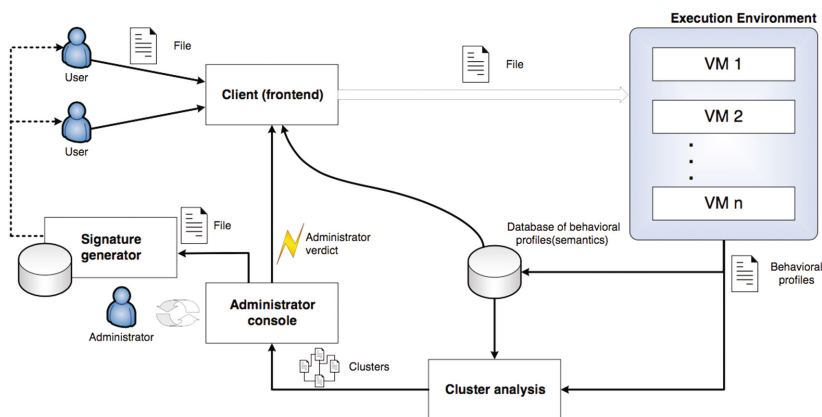 Execution Environment
File
User
Client (frontend)
File
VM 1
VM 2
VM n
User
File
Signature
generator
Administrator
verdict
Database of behavioral
profiles(semantics)
Behavioral
profiles
Administrator
Administrator
console
Clusters
Cluster analysis